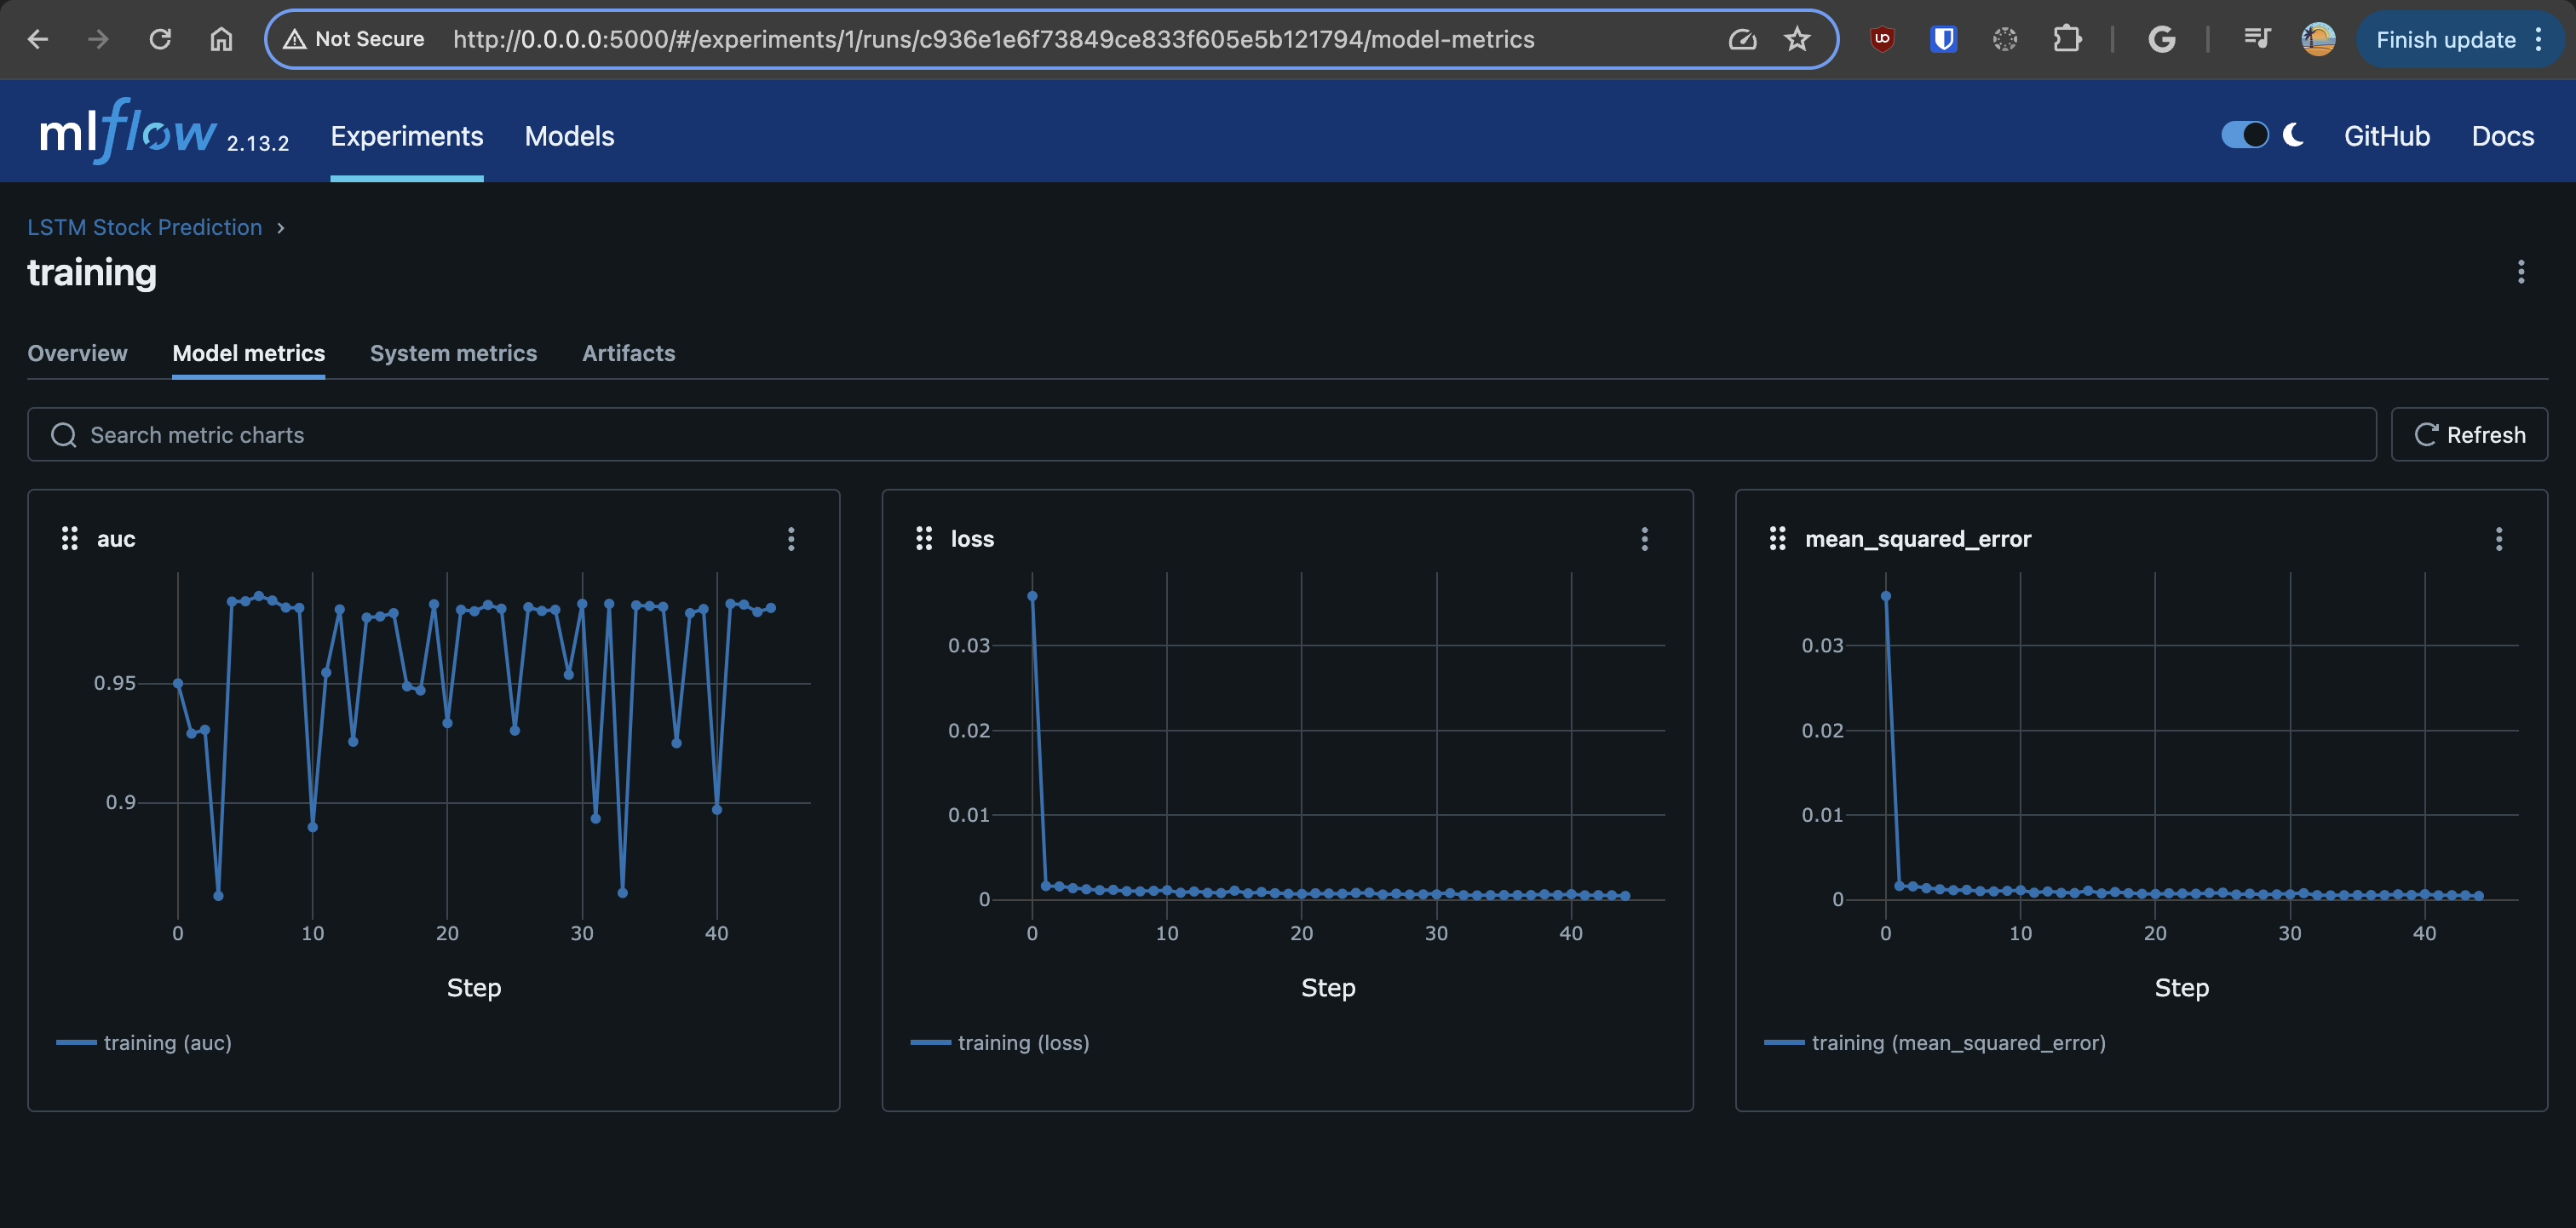 Not Secure http://0.0.0.0:5000/#/experiments/1/runs/c936e1e6f73849ce833f605e5b121794/model-metrics Finish update
mlflow 2.13.2 Experiments Models GitHub Docs
LSTM Stock Prediction
training
Overview Model metrics System metrics Artifacts
Search metric charts Refresh
auc
0.95
0.9
0 10 20 30 40
Step
training (auc)
loss
0.03
0.02
0.01
0
0 10 20 30 40
Step
training (loss)
mean_squared_error
0.03
0.02
0.01
0
0 10 20 30 40
Step
training (mean_squared_error)